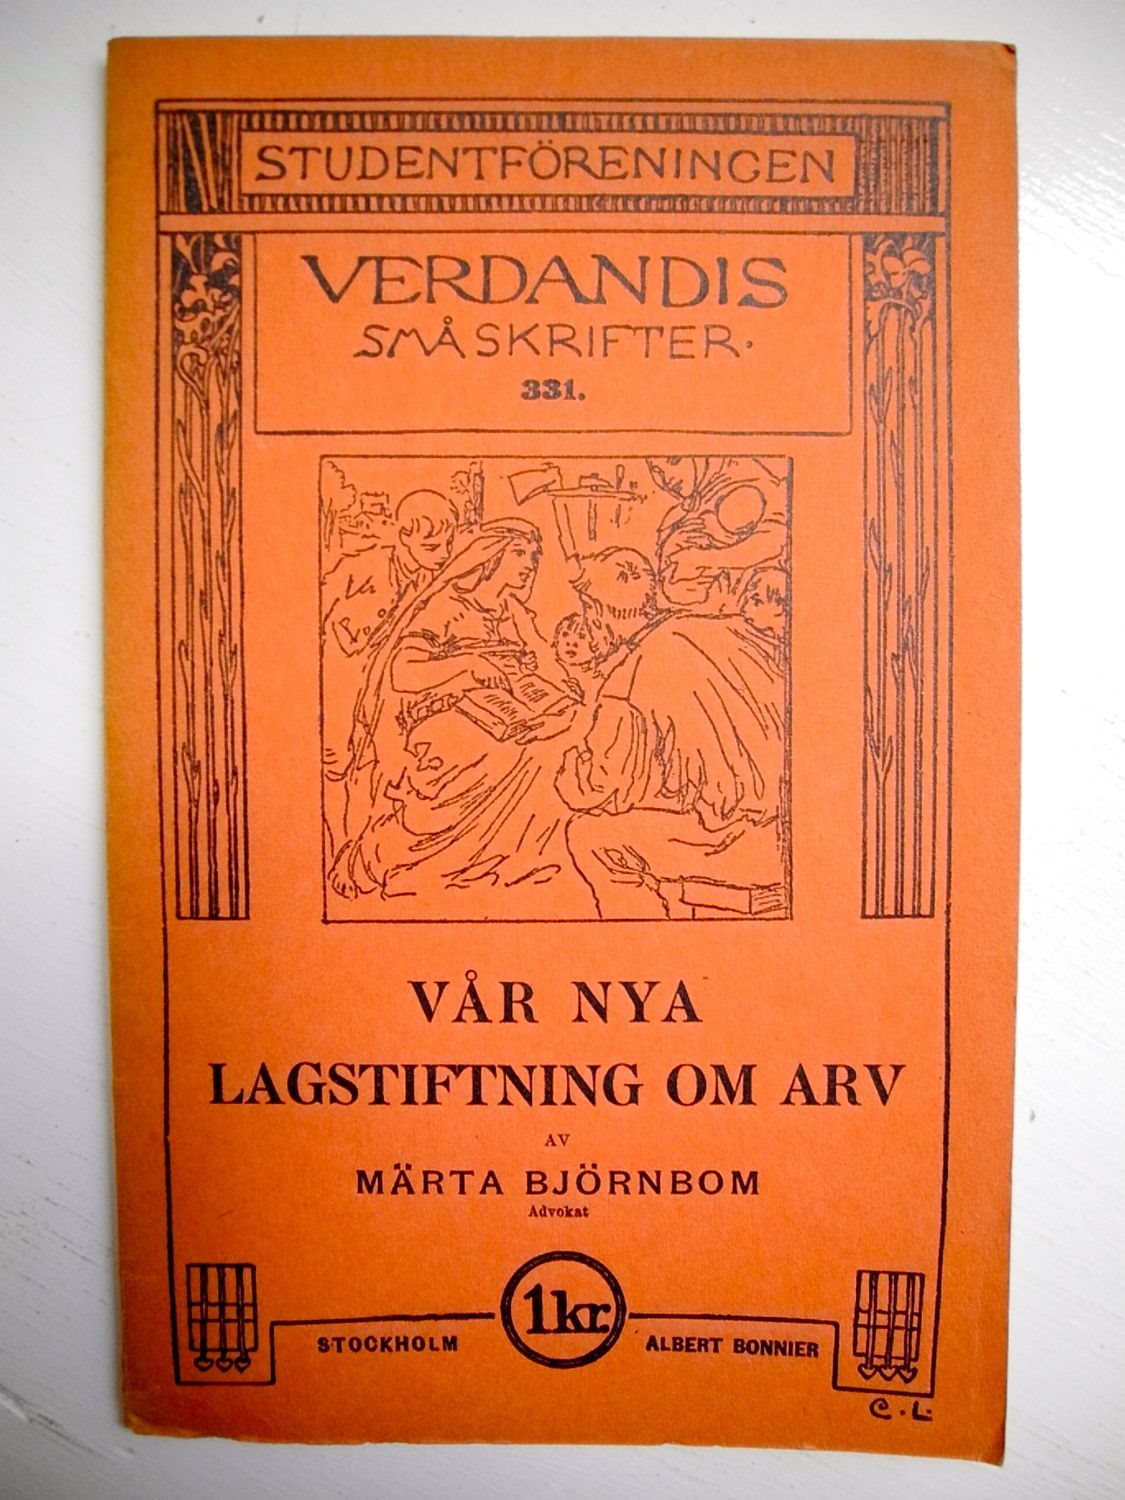 STUDENTFÖRENINGEN
VERDANDIS
SMÅSKRIFTER.
331.
VÅR NYA
LAGSTIFTNING OM ARV
AV
MÄRTA BJÖRNBOM
Advokat
1kr.
STOCKHOLM ALBERT BONNIER
C.L.